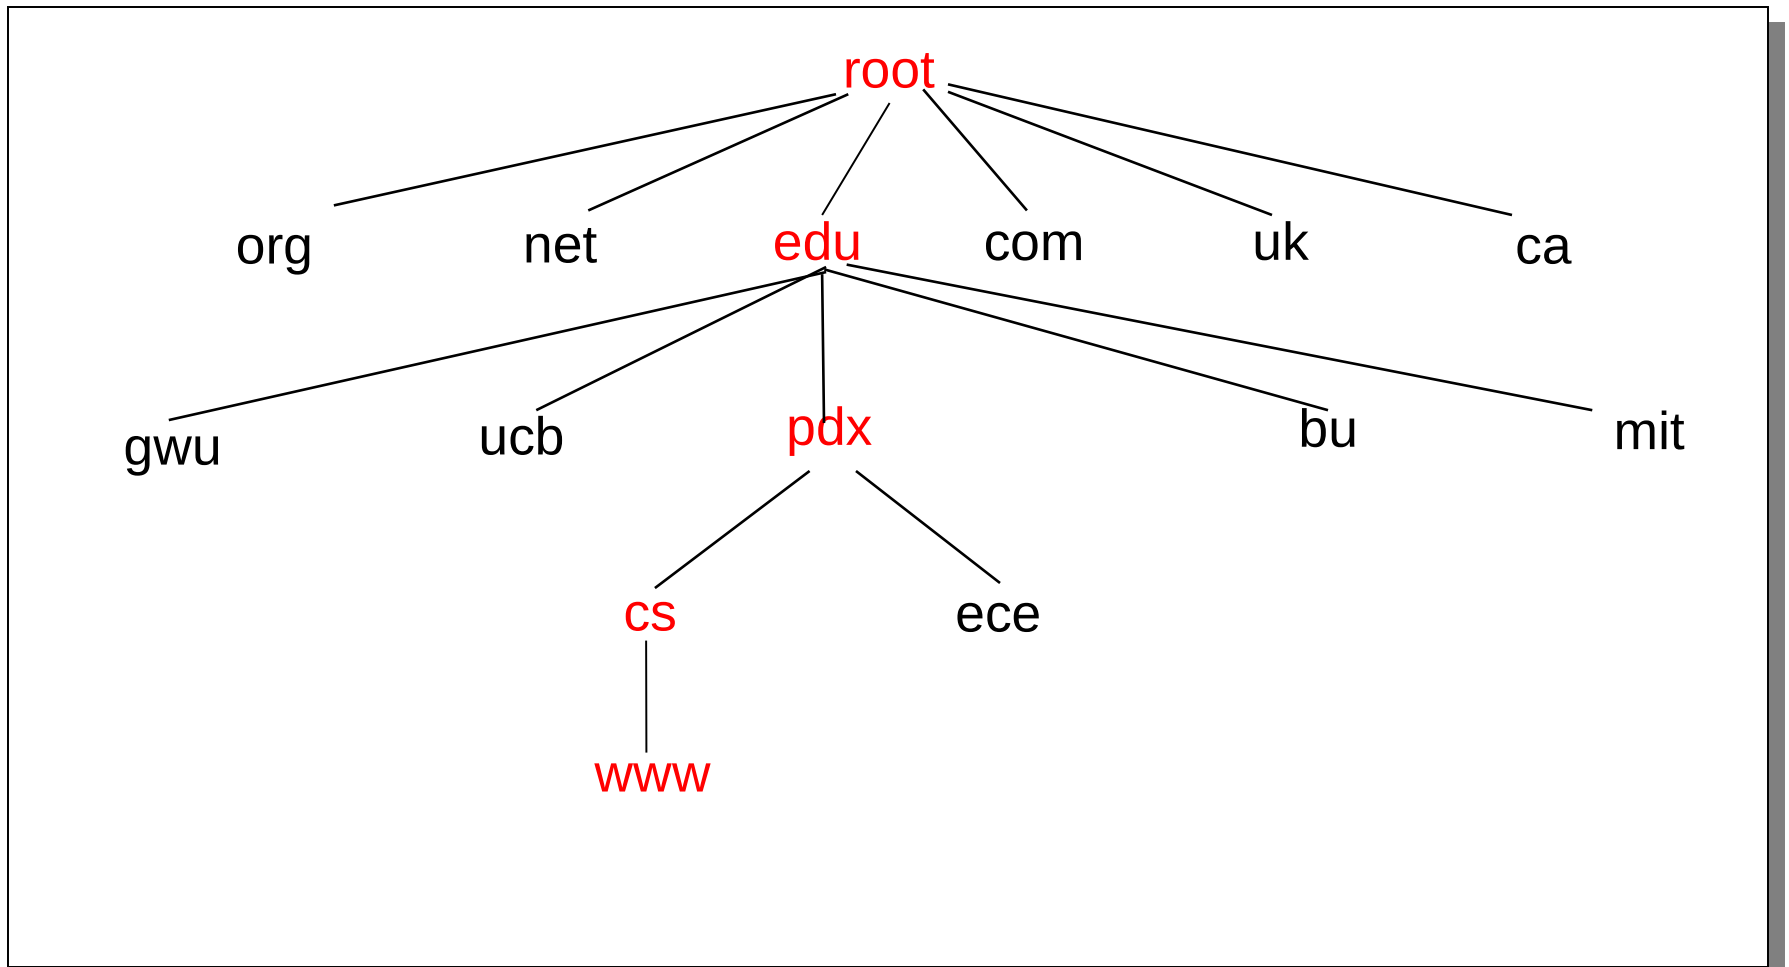 root
org net edu com uk ca
gwu ucb pdx bu mit
cs ece
www